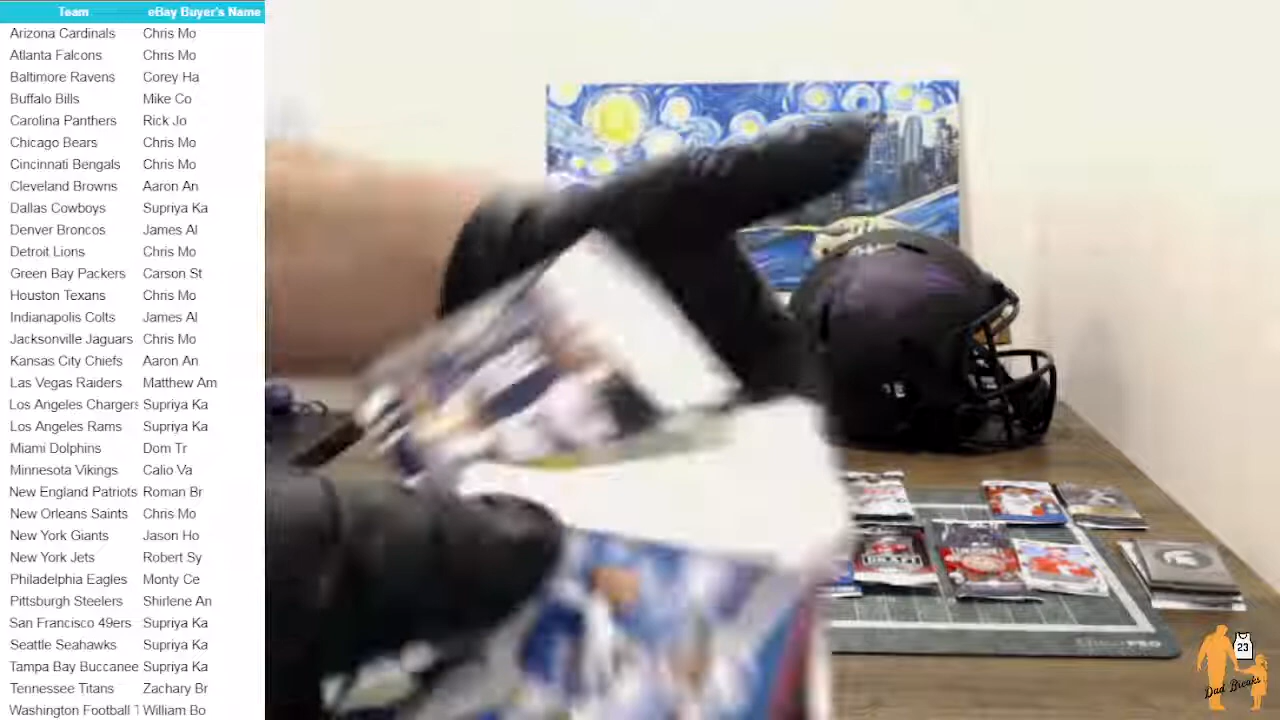 Team eBay Buyer's Name
Arizona Cardinals Chris Mo
Atlanta Falcons Chris Mo
Baltimore Ravens Corey Ha
Buffalo Bills Mike Co
Carolina Panthers Rick Jo
Chicago Bears Chris Mo
Cincinnati Bengals Chris Mo
Cleveland Browns Aaron An
Dallas Cowboys Supriya Ka
Denver Broncos James Al
Detroit Lions Chris Mo
Green Bay Packers Carson St
Houston Texans Chris Mo
Indianapolis Colts James Al
Jacksonville Jaguars Chris Mo
Kansas City Chiefs Aaron An
Las Vegas Raiders Matthew Am
Los Angeles Chargers Supriya Ka
Los Angeles Rams Supriya Ka
Miami Dolphins Dom Tr
Minnesota Vikings Calio Va
New England Patriots Roman Br
New Orleans Saints Chris Mo
New York Giants Jason Ho
New York Jets Robert Sy
Philadelphia Eagles Monty Ce
Pittsburgh Steelers Shirlene An
San Francisco 49ers Supriya Ka
Seattle Seahawks Supriya Ka
Tampa Bay Buccanee Supriya Ka
Tennessee Titans Zachary Br
Washington Football William Bo
DRAFT
23
Dad Breaks